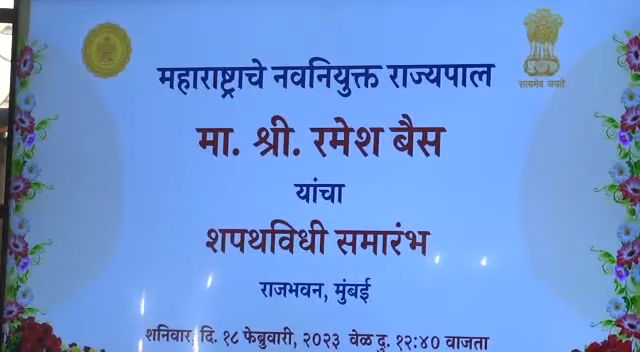 सत्यमेव जयते
महाराष्ट्राचे नवनियुक्त राज्यपाल
मा. श्री. रमेश बैस
यांचा
शपथविधी समारंभ
राजभवन, मुंबई
शनिवार, दि. १८ फेब्रुवारी, २०२३ वेळ दु. १२:४० वाजता